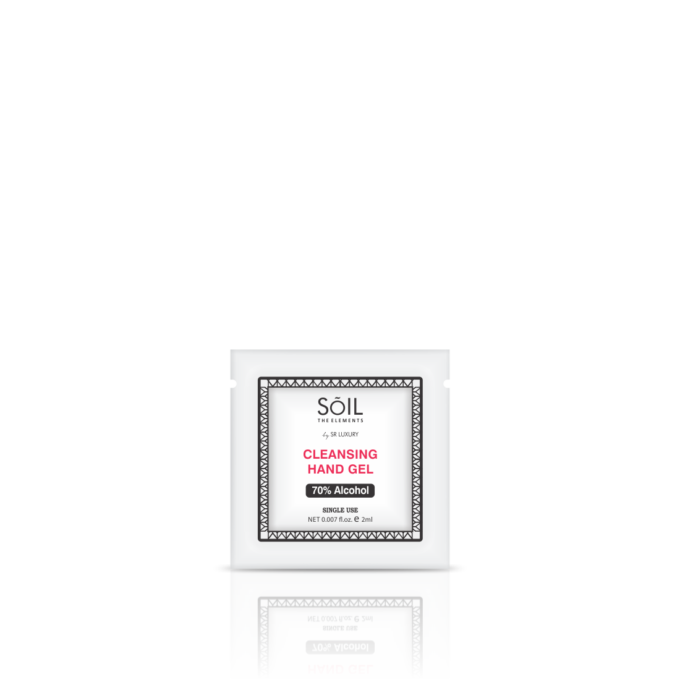 SŌIL
THE ELEMENTS
by SR LUXURY
CLEANSING
HAND GEL
70% Alcohol
SINGLE USE
NET 0.007 fl.oz. ℮ 2ml